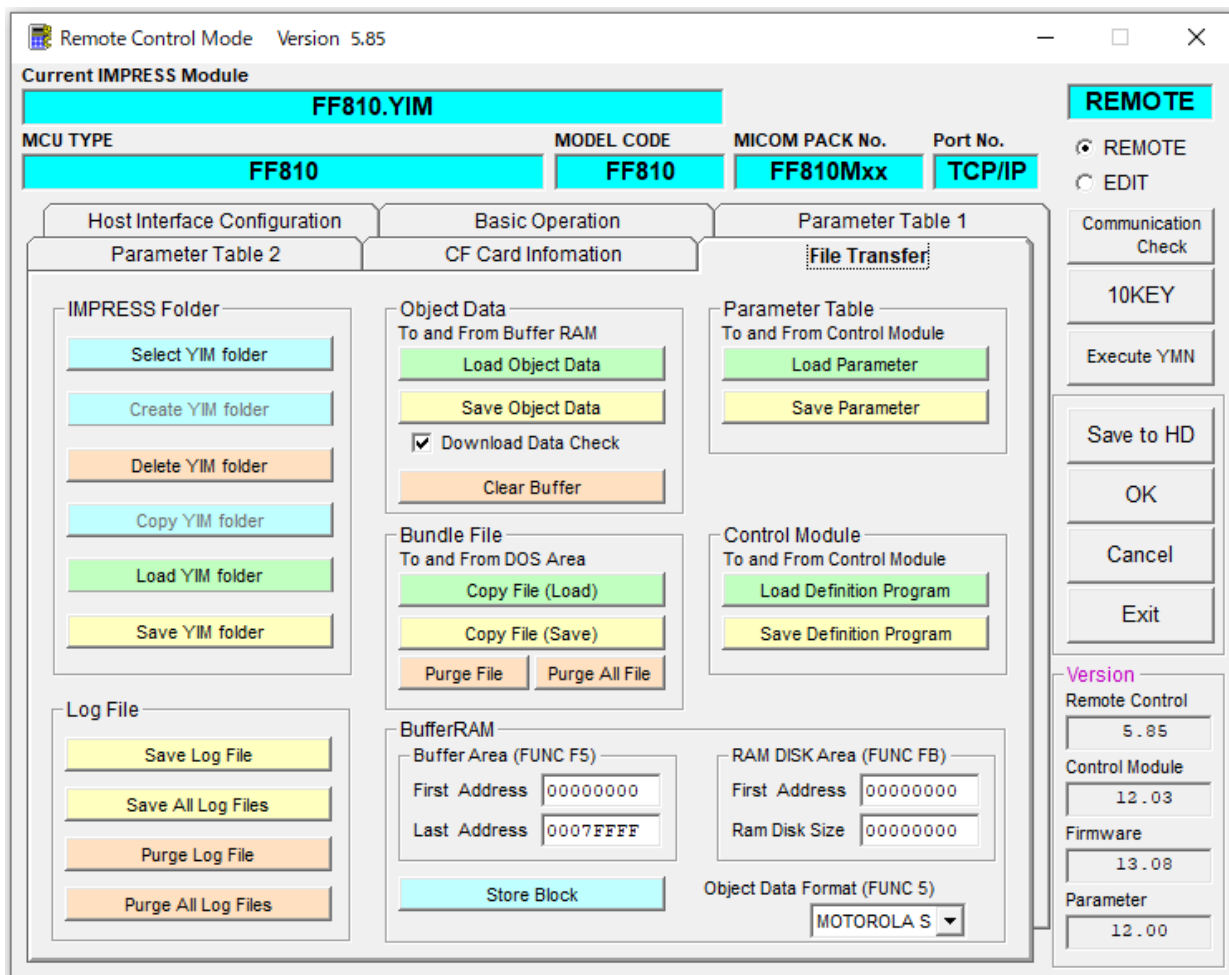 Remote Control Mode Version 5.85
Current IMPRESS Module
FF810.YIM
REMOTE
MCU TYPE
MODEL CODE
MICOM PACK No.
Port No.
FF810
FF810
FF810Mxx
TCP/IP
REMOTE
EDIT
Host Interface Configuration
Basic Operation
Parameter Table 1
Parameter Table 2
CF Card Infomation
File Transfer
Communication
Check
10KEY
Execute YMN
Save to HD
OK
Cancel
Exit
IMPRESS Folder
Select YIM folder
Create YIM folder
Delete YIM folder
Copy YIM folder
Load YIM folder
Save YIM folder
Object Data
To and From Buffer RAM
Load Object Data
Save Object Data
Download Data Check
Clear Buffer
Parameter Table
To and From Control Module
Load Parameter
Save Parameter
Bundle File
To and From DOS Area
Copy File (Load)
Copy File (Save)
Purge File
Purge All File
Control Module
To and From Control Module
Load Definition Program
Save Definition Program
Log File
Save Log File
Save All Log Files
Purge Log File
Purge All Log Files
BufferRAM
Buffer Area (FUNC F5)
First Address
00000000
Last Address
0007FFFF
RAM DISK Area (FUNC FB)
First Address
00000000
Ram Disk Size
00000000
Store Block
Object Data Format (FUNC 5)
MOTOROLA S
Version
Remote Control
5.85
Control Module
12.03
Firmware
13.08
Parameter
12.00